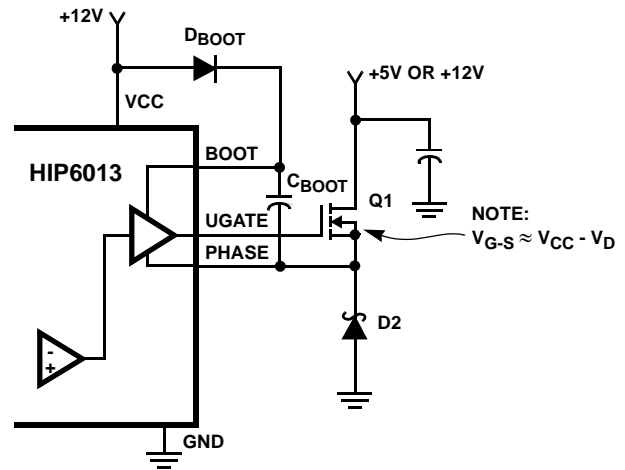 +12V
DBOOT
+5V OR +12V
VCC
BOOT
HIP6013
CBOOT
Q1
UGATE
NOTE:
VG-S ≈ VCC - VD
PHASE
D2
-
+
GND